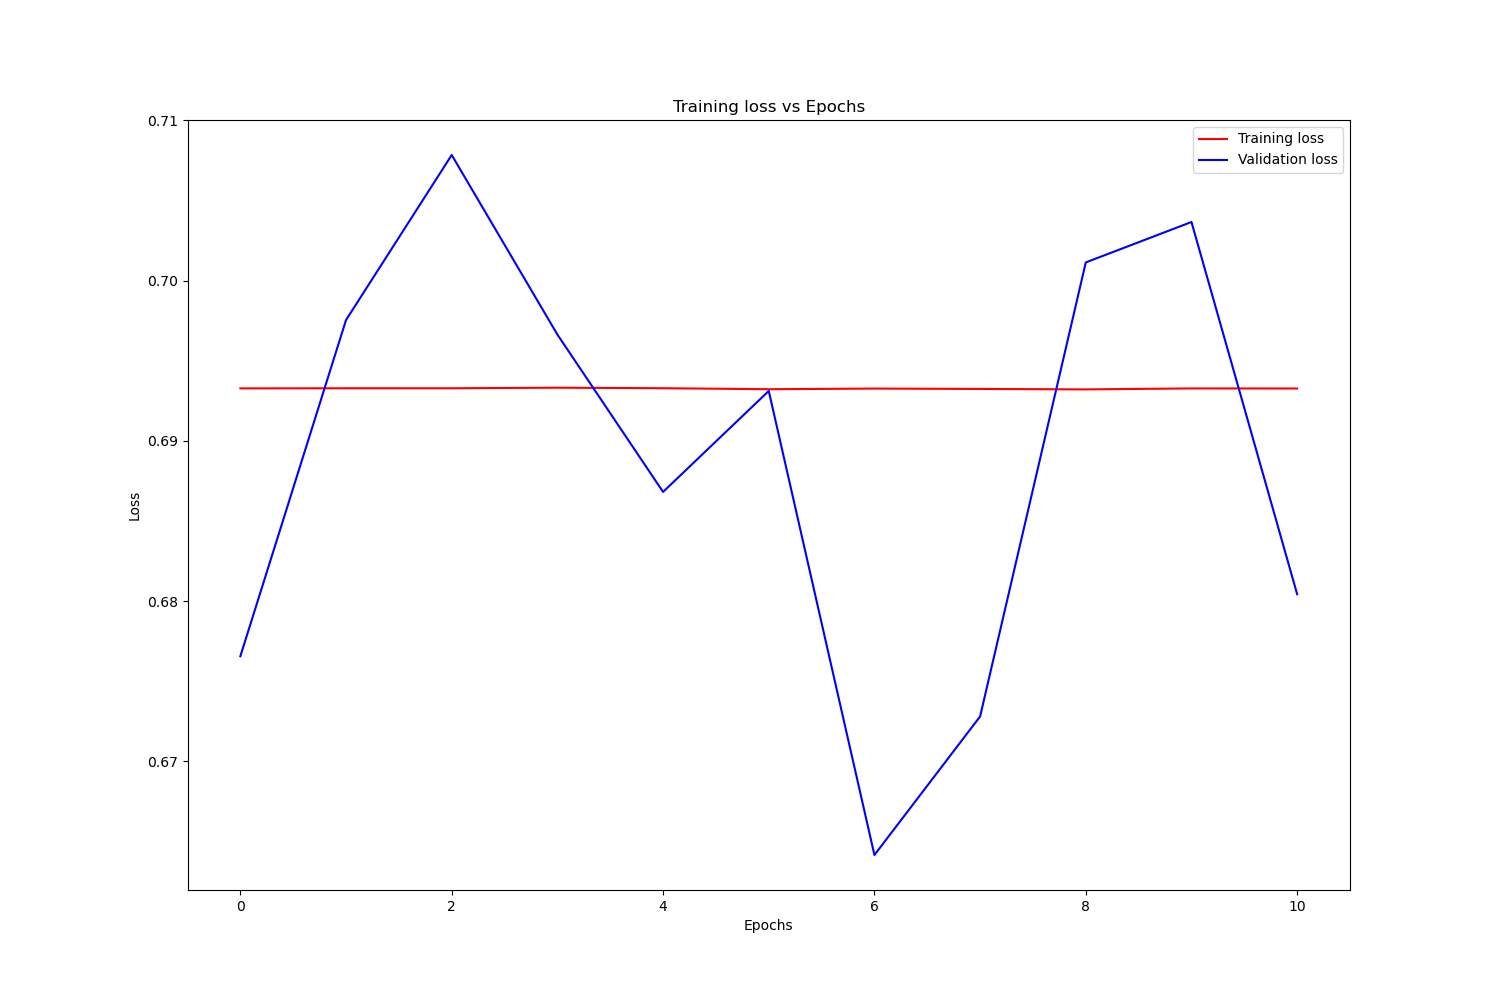 Training loss vs Epochs
Training loss
Validation loss
0.71
0.70
0.69
0.68
0.67
Loss
0 2 4 6 8 10
Epochs